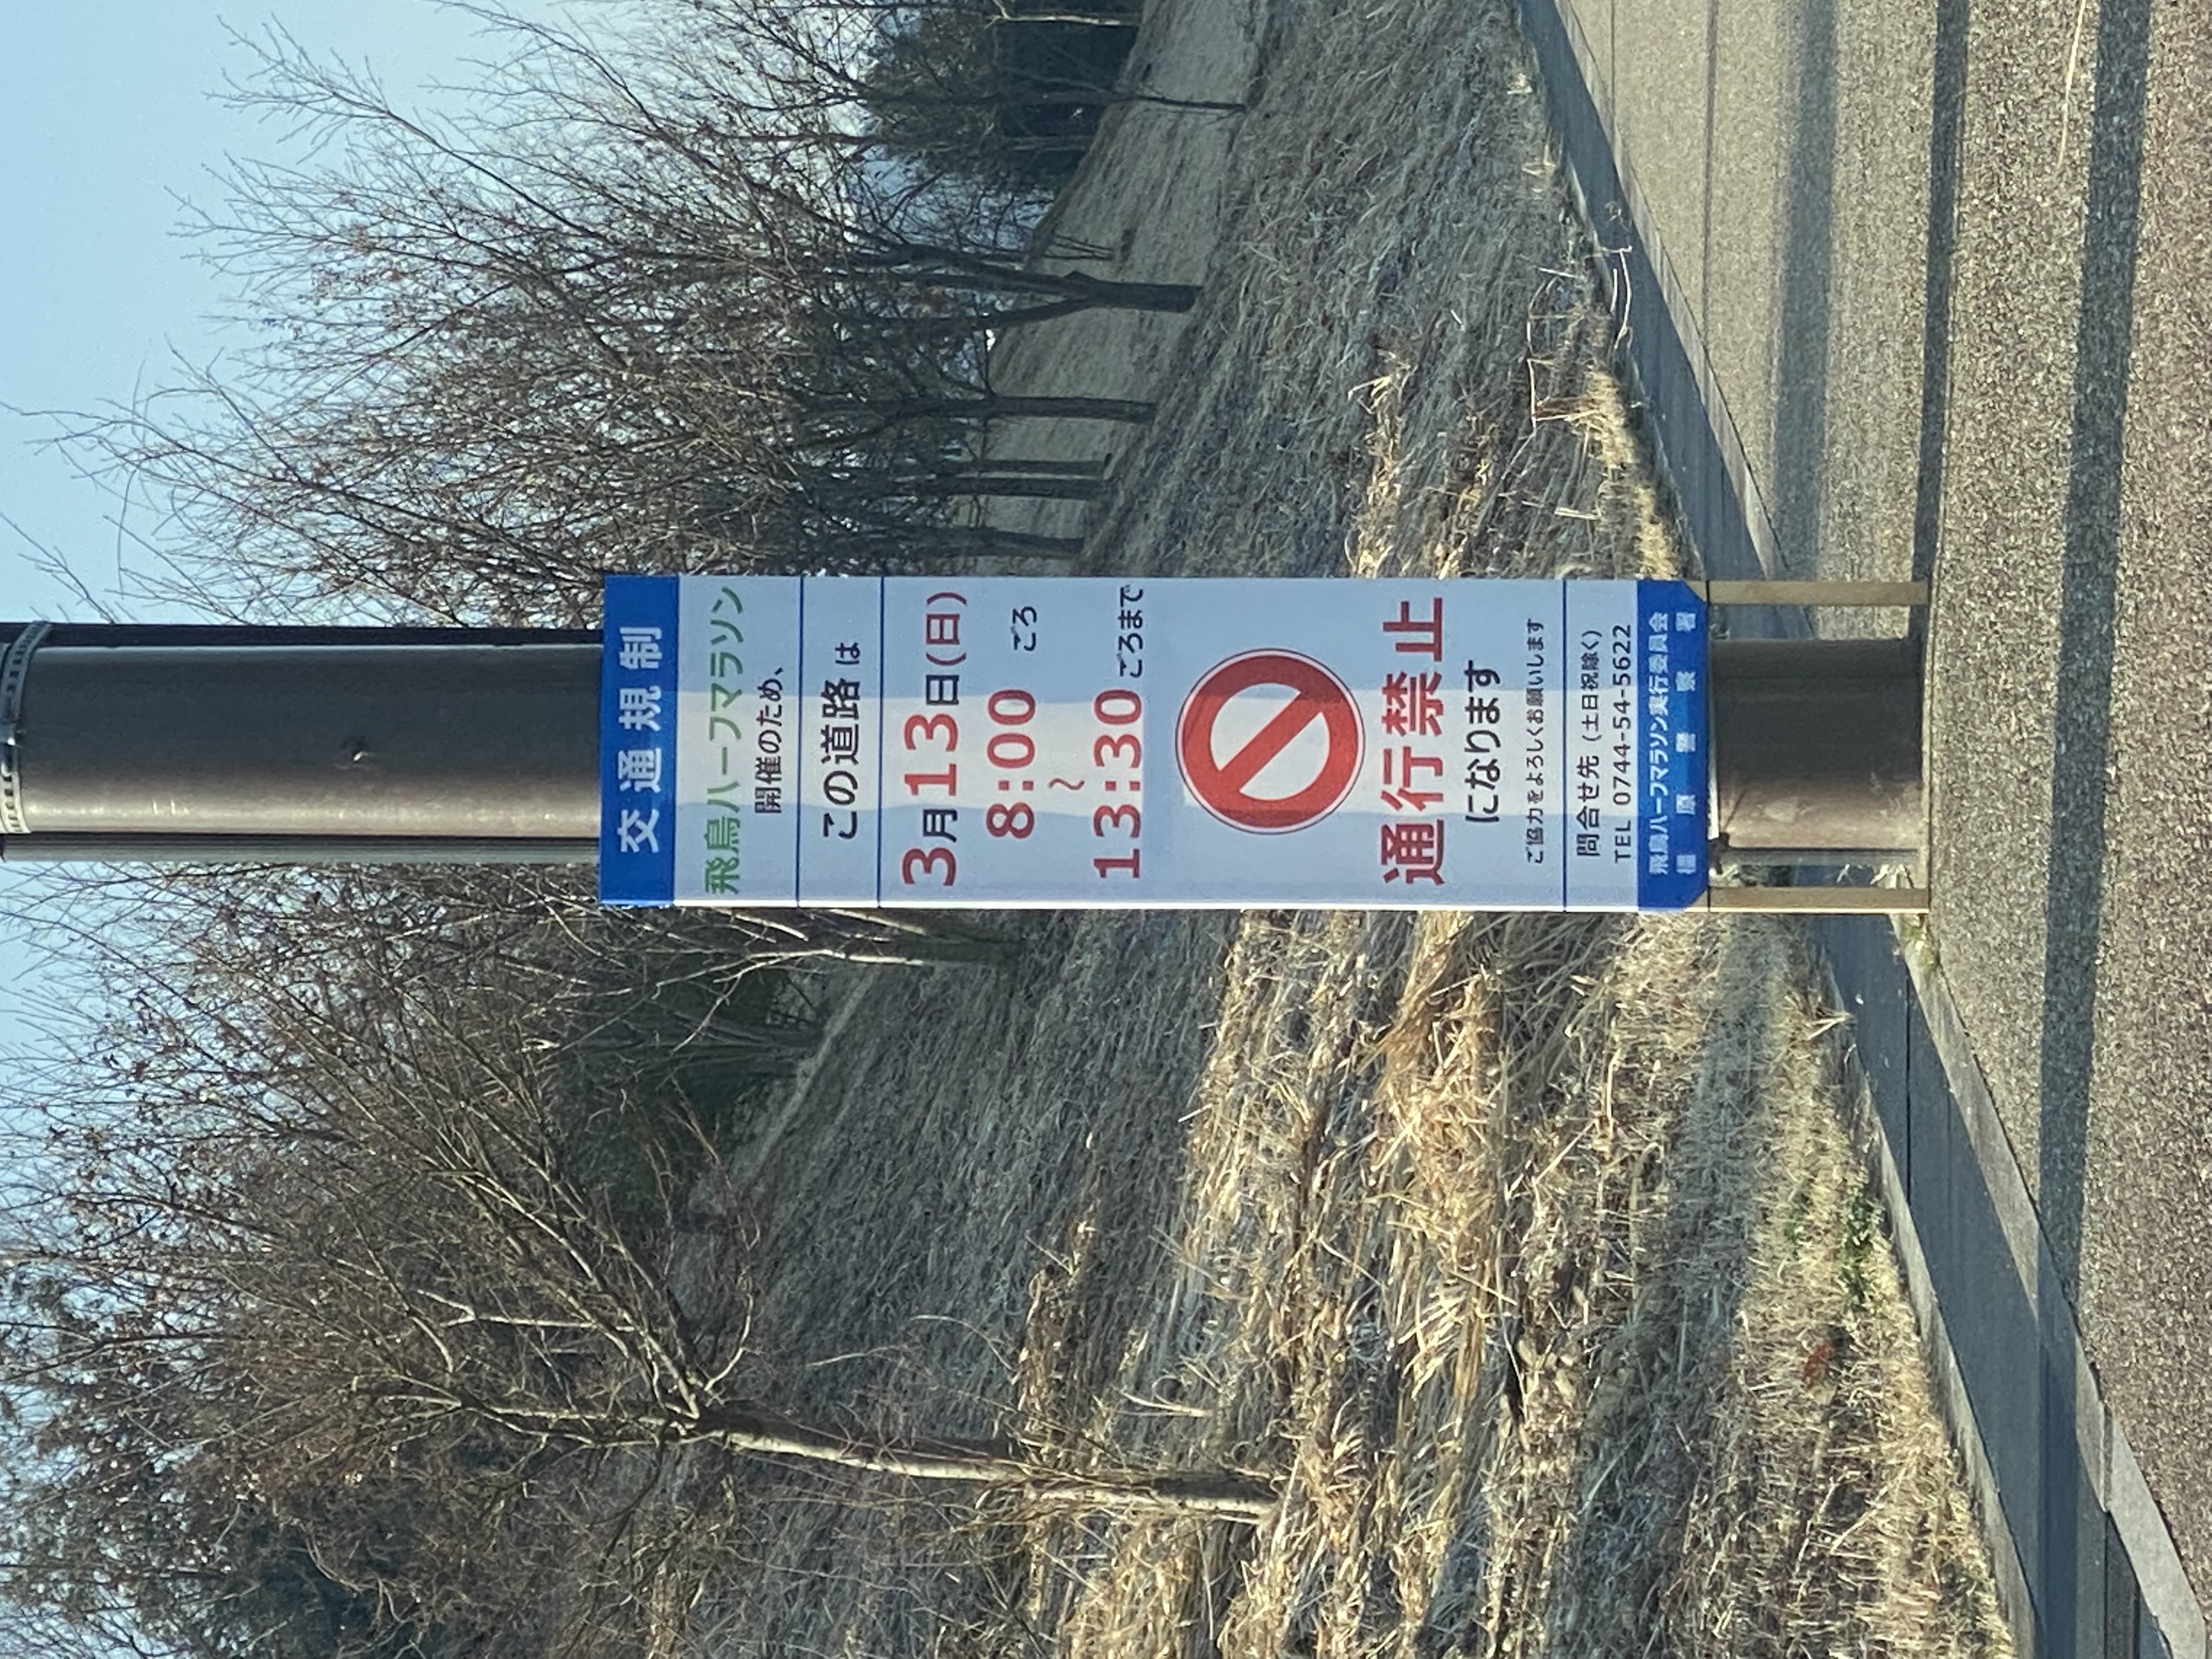 交通規制
飛鳥ハーフマラソン
開催のため、
この道路は
3月13日(日)
8:00ごろ
～
13:30ごろまで
通行禁止
になります
ご協力をよろしくお願いします
問合せ先(土日祝除く)
TEL 0744-54-5622
飛鳥ハーフマラソン実行委員会
橿原警察署